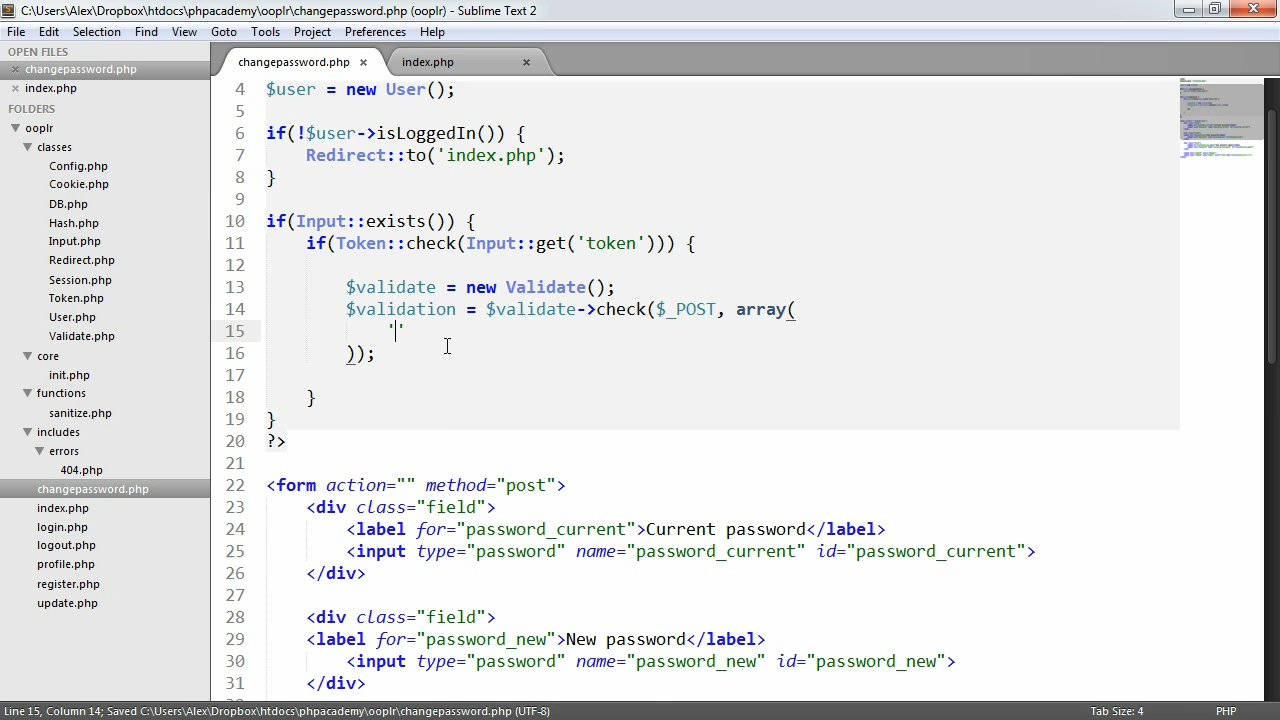 C:\Users\Alex\Dropbox\htdocs\phpacademy\ooplr\changepassword.php (ooplr) - Sublime Text 2
File Edit Selection Find View Goto Tools Project Preferences Help
OPEN FILES
changepassword.php
index.php
FOLDERS
ooplr
classes
Config.php
Cookie.php
DB.php
Hash.php
Input.php
Redirect.php
Session.php
Token.php
User.php
Validate.php
core
init.php
functions
sanitize.php
includes
errors
404.php
changepassword.php
index.php
login.php
logout.php
profile.php
register.php
update.php
changepassword.php index.php
4 $user = new User();
5
6 if(!$user->isLoggedIn()) {
7 Redirect::to('index.php');
8 }
9
10 if(Input::exists()) {
11 if(Token::check(Input::get('token'))) {
12
13 $validate = new Validate();
14 $validation = $validate->check($_POST, array(
15 ''
16 ));
17
18 }
19 }
20 ?>
21
22 <form action="" method="post">
23 <div class="field">
24 <label for="password_current">Current password</label>
25 <input type="password" name="password_current" id="password_current">
26 </div>
27
28 <div class="field">
29 <label for="password_new">New password</label>
30 <input type="password" name="password_new" id="password_new">
31 </div>
Line 15, Column 14; Saved C:\Users\Alex\Dropbox\htdocs\phpacademy\ooplr\changepassword.php (UTF-8) Tab Size: 4 PHP